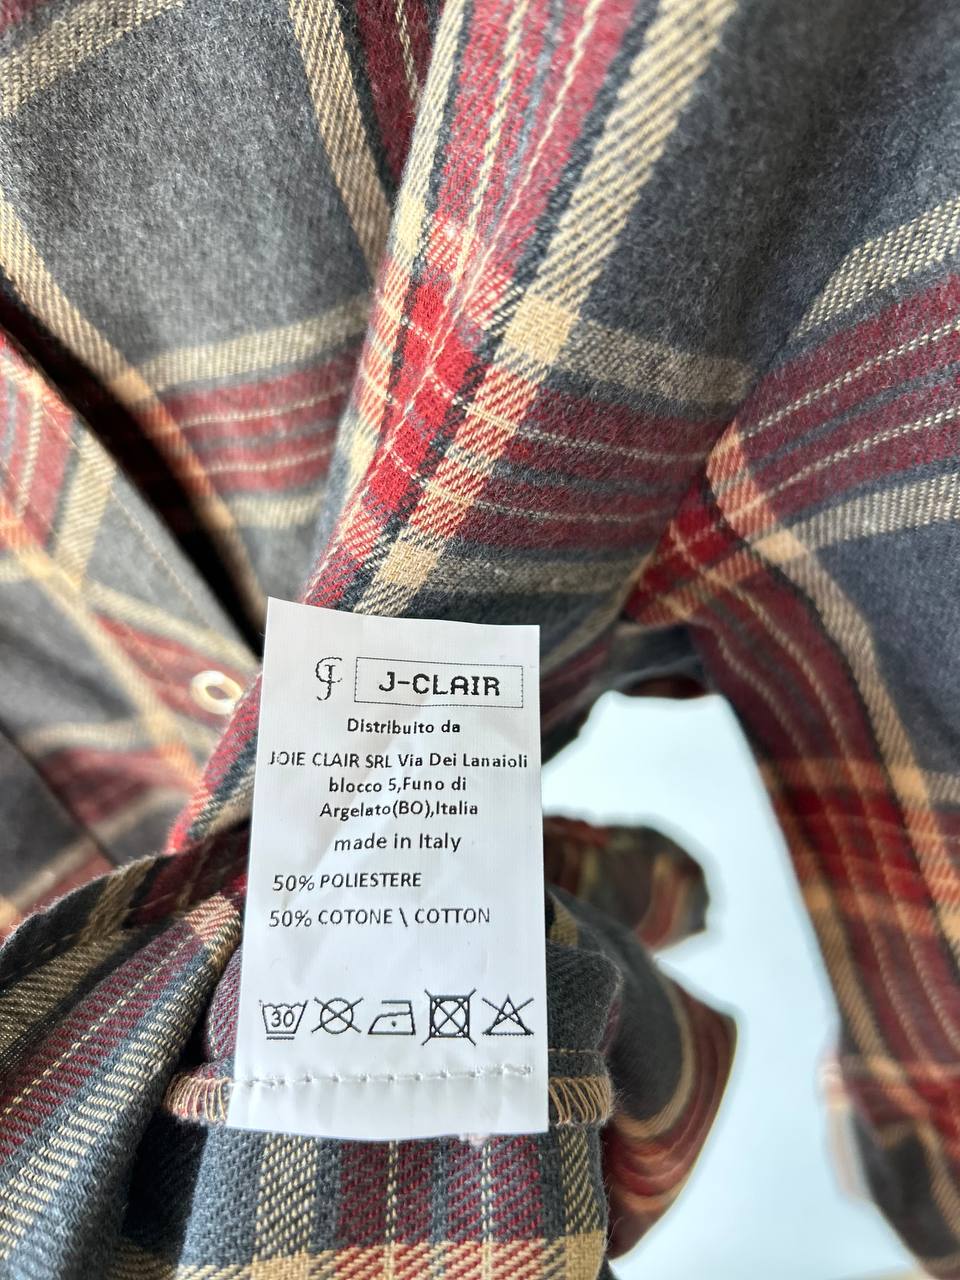 J-CLAIR
Distribuito da
JOIE CLAIR SRL Via Dei Lanaioli
blocco 5,Funo di
Argelato(BO),Italia
made in Italy
50% POLIESTERE
50% COTONE \ COTTON
30